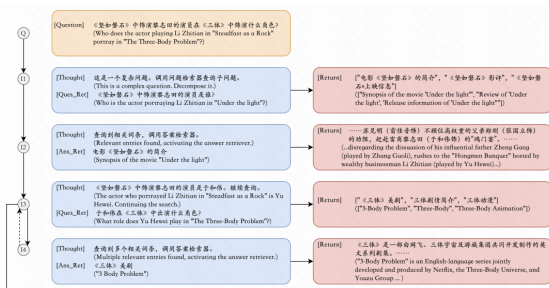 Q
[Question] 《坚如磐石》中饰演黎志田的演员在《三体》中饰演什么角色?
(Who does the actor playing Li Zhitian in "Steadfast as a Rock"
portray in "The Three-Body Problem"?)
I1
[Thought] 这是一个复杂问题。调用问题检索器查询子问题。
(This is a complex question. Decompose it.)
[Ques_Ret] 《坚如磐石》中饰演黎志田的演员是谁?
(Who is the actor portraying Li Zhitian in "Under the light"?)
[Return] ["电影《坚如磐石》的简介", "《坚如磐石》影评", "《坚如磐石》上映信息"]
(["Synopsis of the movie 'Under the light'", "Review of 'Under
the light', 'Release information of 'Under the light'"])
I2
[Thought] 查询到相关词条, 调用答案检索器。
(Relevant entries found, activating the answer retriever.)
[Ans_Ret] 电影《坚如磐石》的简介
(Synopsis of the movie "Under the light")
[Return] ……苏见明 (雷佳音饰) 不顾位高权重的父亲郑刚 (张国立饰)
的劝阻, 赴赴富商黎志田 (于和伟饰) 的"鸿门宴"。……
(...disregarding the dissuasion of his influential father Zheng Gang
(played by Zhang Guoli), rushes to the "Hongmen Banquet" hosted by
wealthy businessman Li Zhitian (played by Yu Hewei)...)
I3
[Thought] 《坚如磐石》中饰演黎志田的演员是于和伟。继续查询。
(The actor who portrayed Li Zhitian in "Steadfast as a Rock" is Yu
Hewei. Continuing the search.)
[Ques_Ret] 于和伟在《三体》中出演什么角色?
(What role does Yu Hewei play in "The Three-Body Problem"?)
[Return] ["《三体》美剧", "三体剧情简介", "三体动漫"]
(["3-Body Problem", "Three-Body", "Three-Body Animation"])
I4
[Thought] 查询到多个相关词条, 调用答案检索器。
(Multiple relevant entries found, activating the answer retriever.)
[Ans_Ret] 《三体》美剧
("3 Body Problem")
[Return] 《三体》是一部由网飞、三体宇宙及游族集团共同开发制作的英
文系列剧集。……
("3-Body Problem" is an English-language series jointly
developed and produced by Netflix, the Three-Body Universe, and
Youzu Group ... )